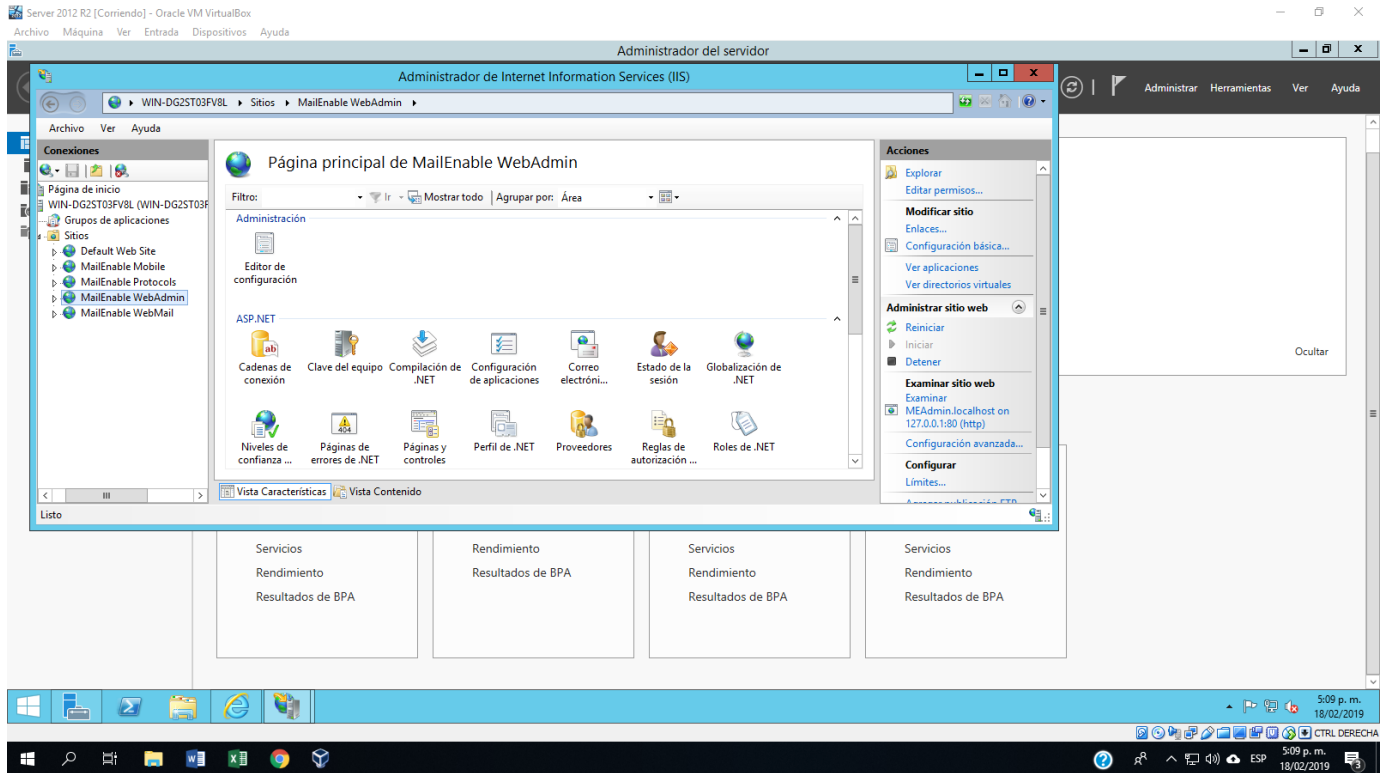 Server 2012 R2 [Corriendo] - Oracle VM VirtualBox
Archivo Máquina Ver Entrada Dispositivos Ayuda
Administrador del servidor
Administrar Herramientas Ver Ayuda
Administrador de Internet Information Services (IIS)
WIN-DG2ST03FV8L Sitios MailEnable WebAdmin
Archivo Ver Ayuda
Conexiones
Página de inicio
WIN-DG2ST03FV8L (WIN-DG2ST03F
Grupos de aplicaciones
Sitios
Default Web Site
MailEnable Mobile
MailEnable Protocols
MailEnable WebAdmin
MailEnable WebMail
Página principal de MailEnable WebAdmin
Filtro: Ir Mostrar todo Agrupar por: Área
Administración
Editor de
configuración
ASP.NET
Cadenas de
conexión
Clave del equipo
Compilación de
.NET
Configuración
de aplicaciones
Correo
electróni...
Estado de la
sesión
Globalización de
.NET
Niveles de
confianza ...
Páginas de
errores de .NET
Páginas y
controles
Perfil de .NET
Proveedores
Reglas de
autorización ...
Roles de .NET
Vista Características Vista Contenido
Acciones
Explorar
Editar permisos...
Modificar sitio
Enlaces...
Configuración básica...
Ver aplicaciones
Ver directorios virtuales
Administrar sitio web
Reiniciar
Iniciar
Detener
Examinar sitio web
Examinar
MEAdmin.localhost on
127.0.0.1:80 (http)
Configuración avanzada...
Configurar
Límites...
Agregar publicación FTP
Listo
Ocultar
Servicios
Rendimiento
Resultados de BPA
Rendimiento
Resultados de BPA
Servicios
Rendimiento
Resultados de BPA
Servicios
Rendimiento
Resultados de BPA
5:09 p. m.
18/02/2019
CTRL DERECHA
ESP
5:09 p. m.
18/02/2019
3